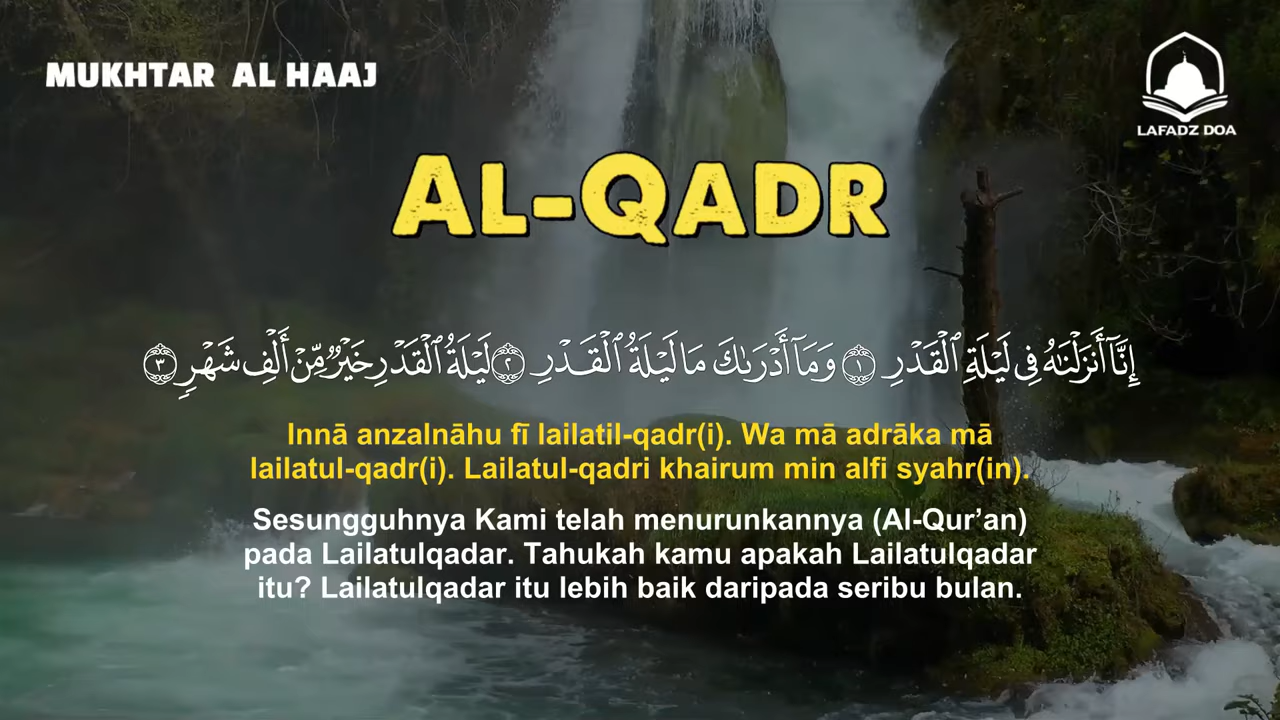 MUKHTAR AL HAAJ
LAFADZ DOA
AL-QADR
إِنَّآ أَنزَلْنَٰهُ فِى لَيْلَةِ ٱلْقَدْرِ ١ وَمَآ أَدْرَىٰكَ مَا لَيْلَةُ ٱلْقَدْرِ ٢ لَيْلَةُ ٱلْقَدْرِ خَيْرٌ مِّنْ أَلْفِ شَهْرٍ ٣
Innā anzalnāhu fī lailatil-qadr(i). Wa mā adrāka mā
lailatul-qadr(i). Lailatul-qadri khairum min alfi syahr(in).
Sesungguhnya Kami telah menurunkannya (Al-Qur’an)
pada Lailatulqadar. Tahukah kamu apakah Lailatulqadar
itu? Lailatulqadar itu lebih baik daripada seribu bulan.